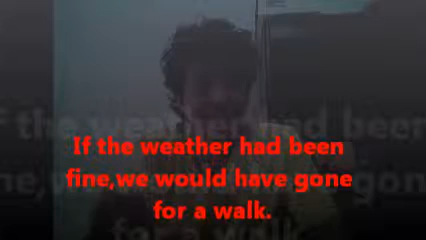 If the weather had been
fine,we would have gone
for a walk.